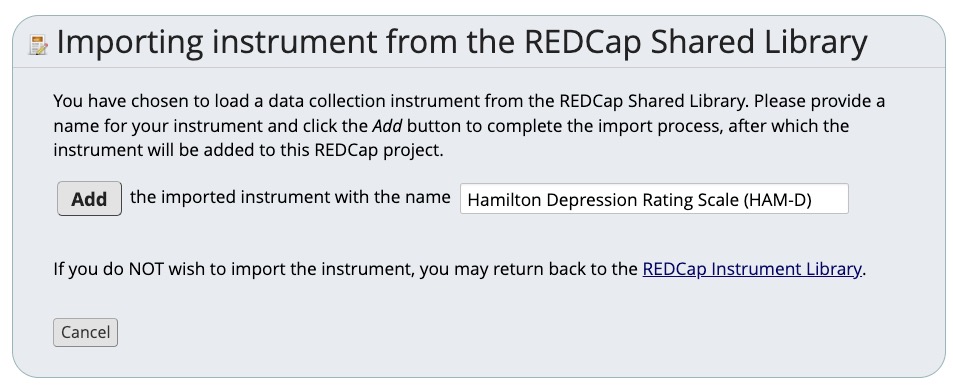 Importing instrument from the REDCap Shared Library
You have chosen to load a data collection instrument from the REDCap Shared Library. Please provide a
name for your instrument and click the Add button to complete the import process, after which the
instrument will be added to this REDCap project.
Add the imported instrument with the name Hamilton Depression Rating Scale (HAM-D)
If you do NOT wish to import the instrument, you may return back to the REDCap Instrument Library.
Cancel